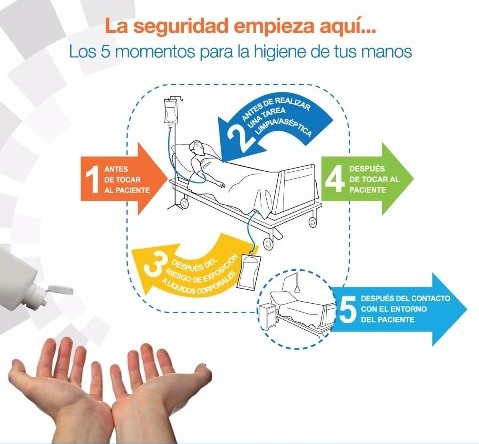 La seguridad empieza aquí...
Los 5 momentos para la higiene de tus manos
1
ANTES
DE TOCAR
AL PACIENTE
2
ANTES DE REALIZAR
UNA TAREA
LIMPIA/ASÉPTICA
3
DESPUÉS DEL
RIESGO DE EXPOSICIÓN
A LÍQUIDOS CORPORALES
4
DESPUÉS
DE TOCAR AL
PACIENTE
5
DESPUÉS DEL CONTACTO
CON EL ENTORNO
DEL PACIENTE